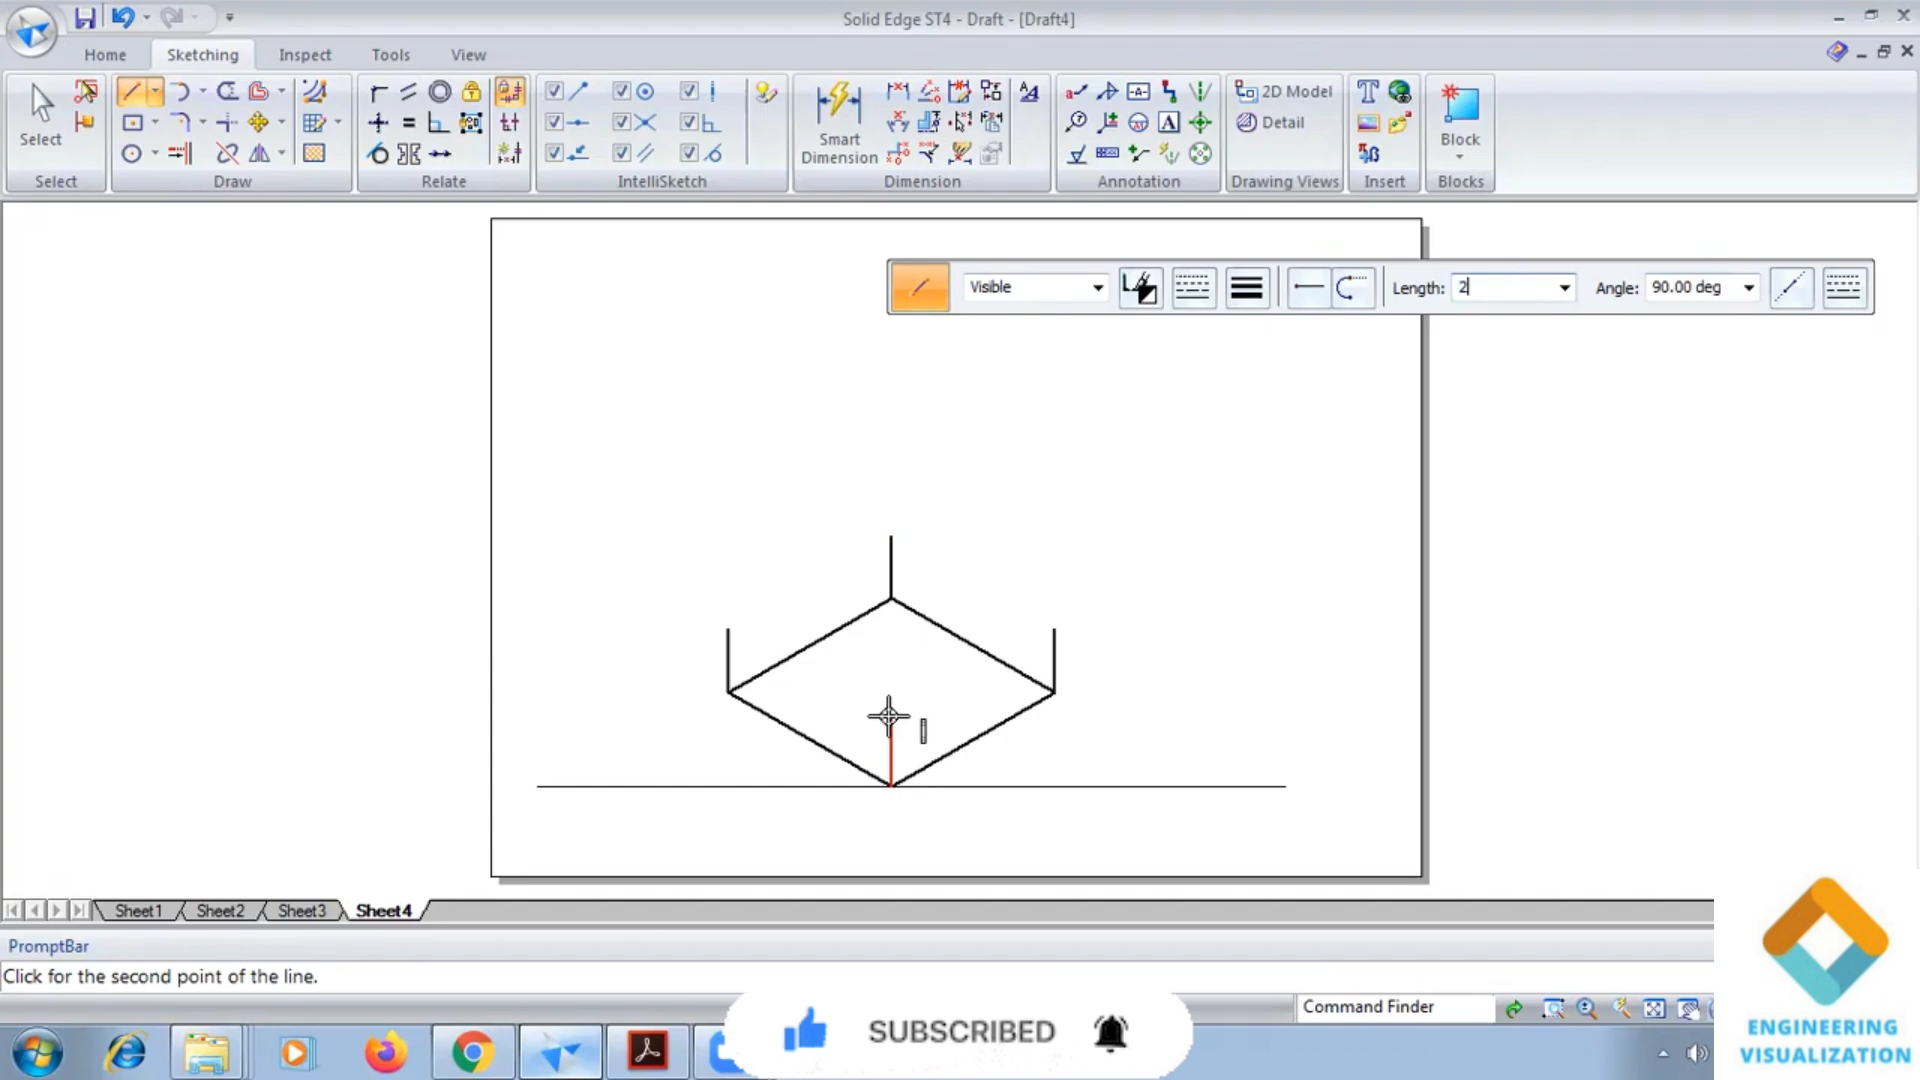 Solid Edge ST4 - Draft - [Draft4]
Home Sketching Inspect Tools View
Select
Smart
Dimension
2D Model
Detail
Block
Select Draw Relate IntelliSketch Dimension Annotation Drawing Views Insert Blocks
Visible Length: 2 Angle: 90.00 deg
Sheet1 Sheet2 Sheet3 Sheet4
PromptBar
Click for the second point of the line.
Command Finder
SUBSCRIBED
ENGINEERING
VISUALIZATION